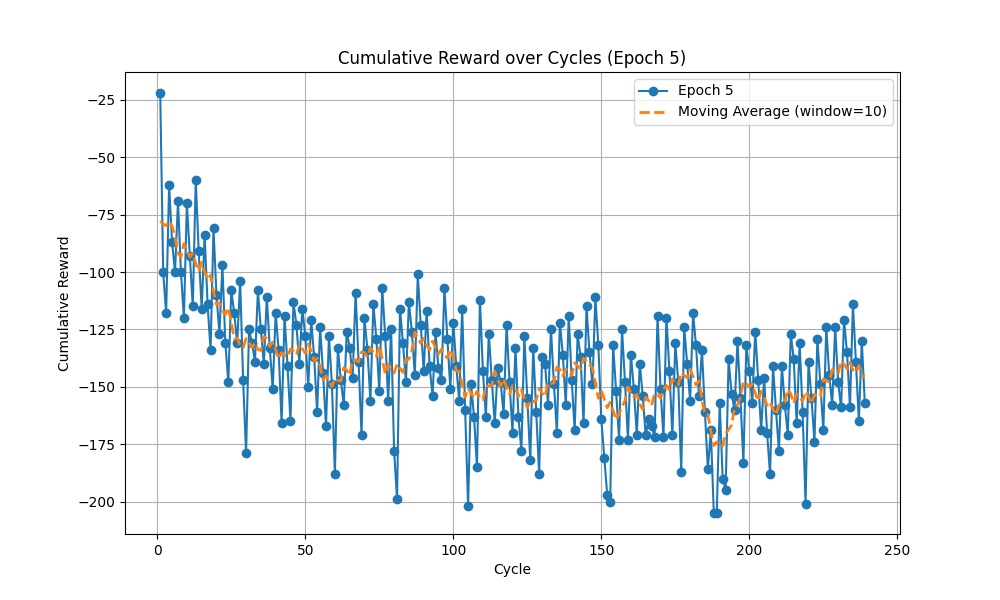 Cumulative Reward over Cycles (Epoch 5)
Epoch 5
Moving Average (window=10)
Cumulative Reward
−25
−50
−75
−100
−125
−150
−175
−200
0 50 100 150 200 250
Cycle